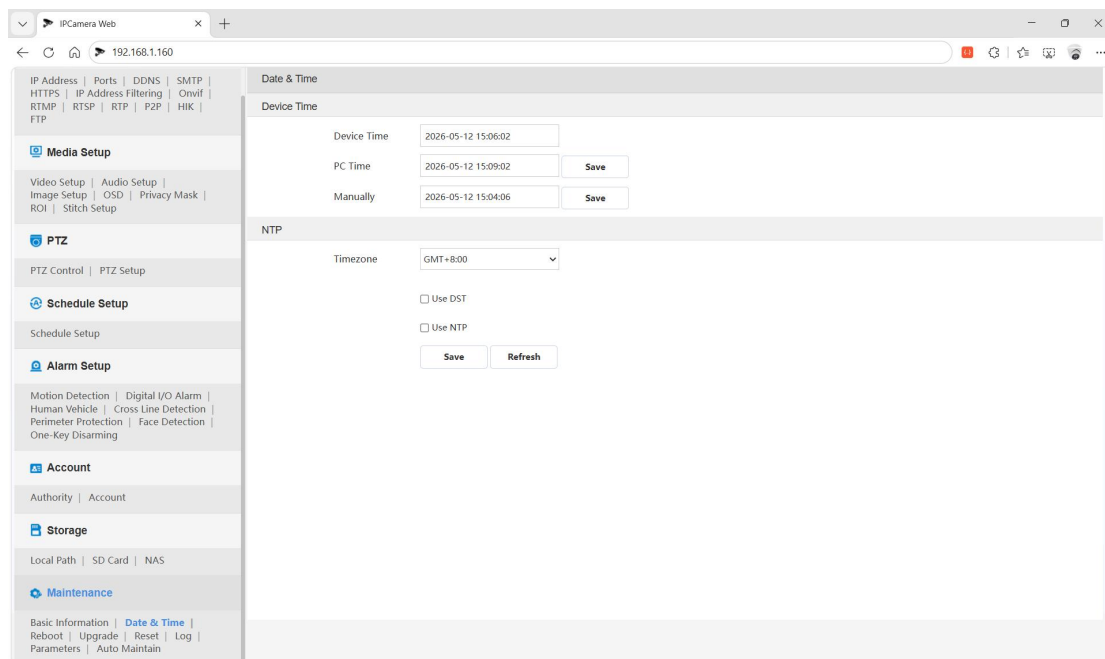 IPCamera Web
192.168.1.160
IP Address | Ports | DDNS | SMTP |
HTTPS | IP Address Filtering | Onvif |
RTMP | RTSP | RTP | P2P | HIK |
FTP
Media Setup
Video Setup | Audio Setup |
Image Setup | OSD | Privacy Mask |
ROI | Stitch Setup
PTZ
PTZ Control | PTZ Setup
Schedule Setup
Schedule Setup
Alarm Setup
Motion Detection | Digital I/O Alarm |
Human Vehicle | Cross Line Detection |
Perimeter Protection | Face Detection |
One-Key Disarming
Account
Authority | Account
Storage
Local Path | SD Card | NAS
Maintenance
Basic Information | Date & Time |
Reboot | Upgrade | Reset | Log |
Parameters | Auto Maintain
Date & Time
Device Time
Device Time 2026-05-12 15:06:02
PC Time 2026-05-12 15:09:02 Save
Manually 2026-05-12 15:04:06 Save
NTP
Timezone GMT+8:00
Use DST
Use NTP
Save Refresh